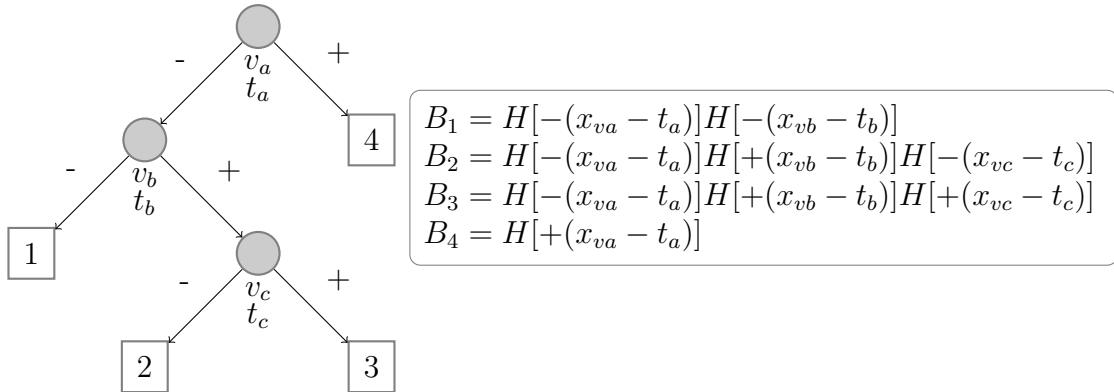 -
+
v_a
t_a
4
-
+
v_b
t_b
1
-
+
v_c
t_c
2
3
B_1 = H[-(x_{va} - t_a)]H[-(x_{vb} - t_b)]
B_2 = H[-(x_{va} - t_a)]H[+(x_{vb} - t_b)]H[-(x_{vc} - t_c)]
B_3 = H[-(x_{va} - t_a)]H[+(x_{vb} - t_b)]H[+(x_{vc} - t_c)]
B_4 = H[+(x_{va} - t_a)]